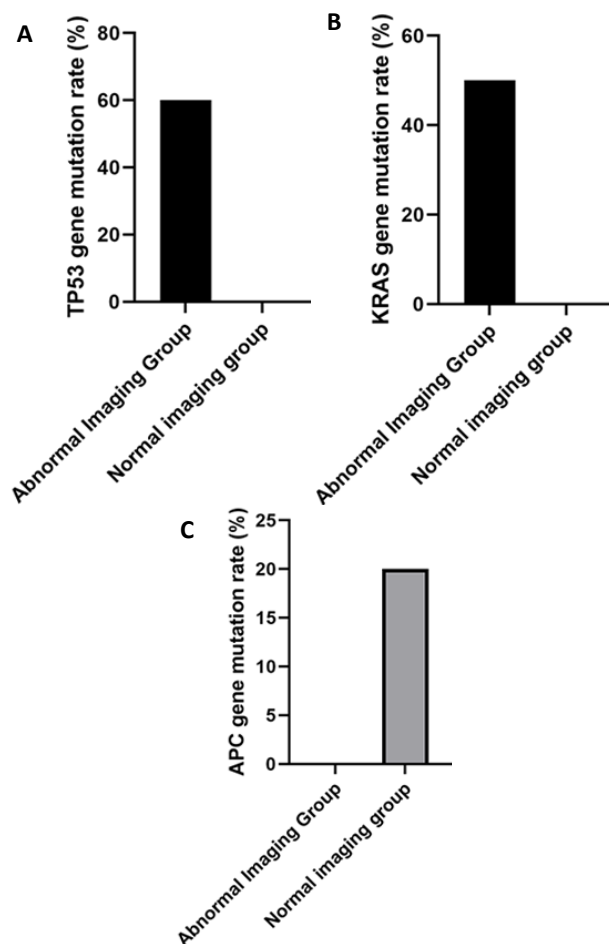 A
TP53 gene mutation rate (%)
80
60
40
20
0
Abnormal Imaging Group
Normal imaging group
B
KRAS gene mutation rate (%)
60
40
20
0
Abnormal Imaging Group
Normal imaging group
C
APC gene mutation rate (%)
25
20
15
10
5
0
Abnormal Imaging Group
Normal imaging group